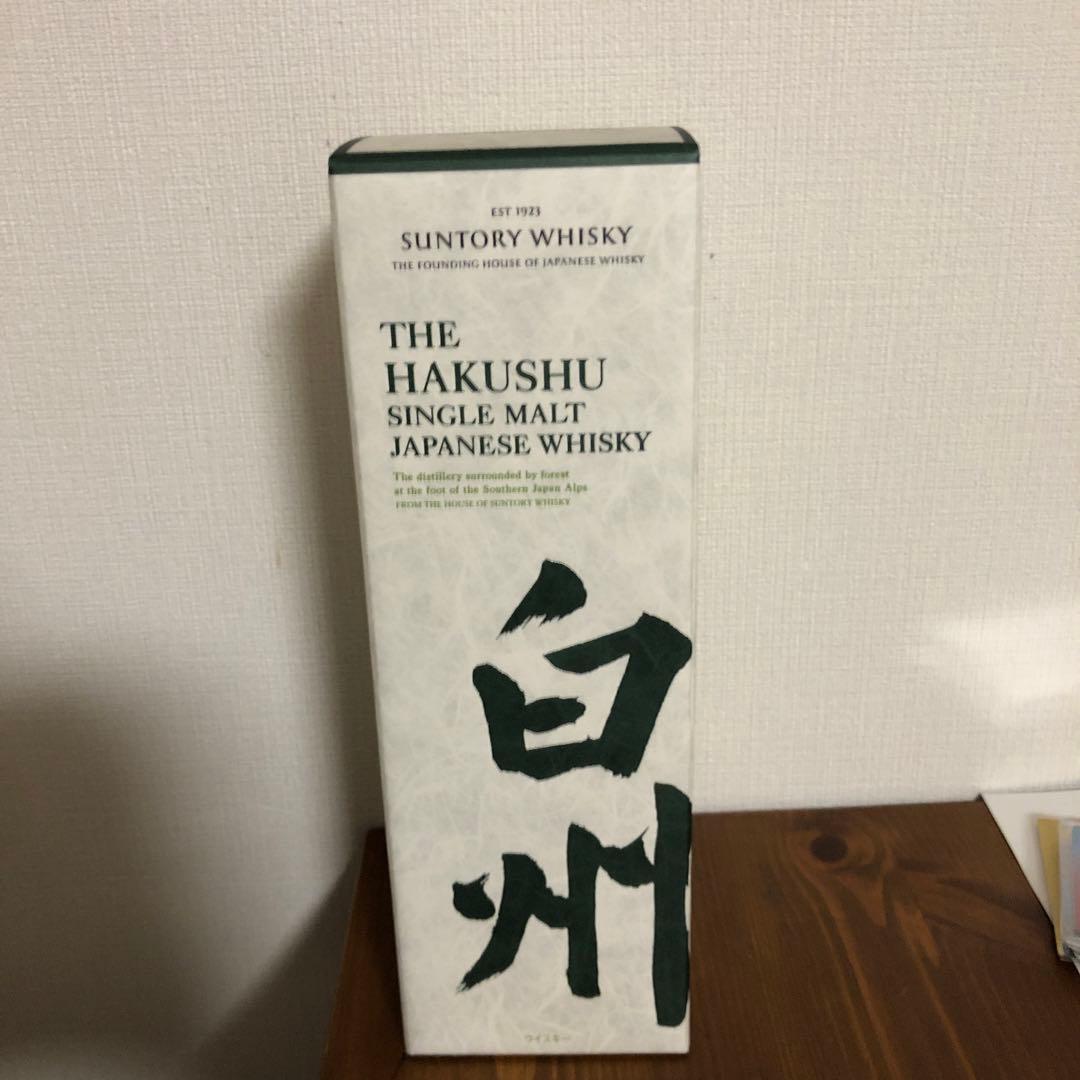 EST 1923
SUNTORY WHISKY
THE FOUNDING HOUSE OF JAPANESE WHISKY
THE
HAKUSHU
SINGLE MALT
JAPANESE WHISKY
The distillery surrounded by forest
at the foot of the Southern Japan Alps
FROM THE HOUSE OF SUNTORY WHISKY
白
州
ウイスキー